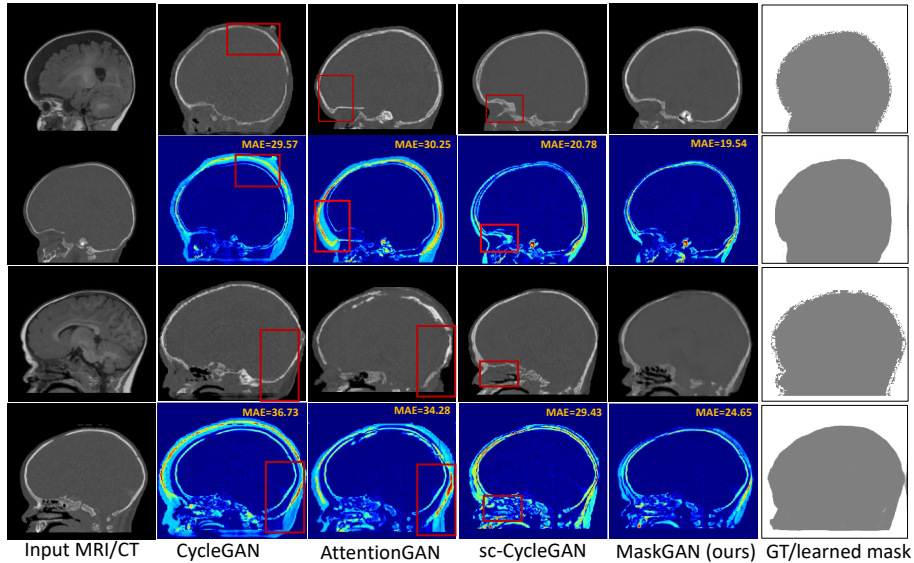 MAE=29.57 MAE=30.25 MAE=20.78 MAE=19.54
MAE=36.73 MAE=34.28 MAE=29.43 MAE=24.65
Input MRI/CT CycleGAN AttentionGAN sc-CycleGAN MaskGAN (ours) GT/learned mask